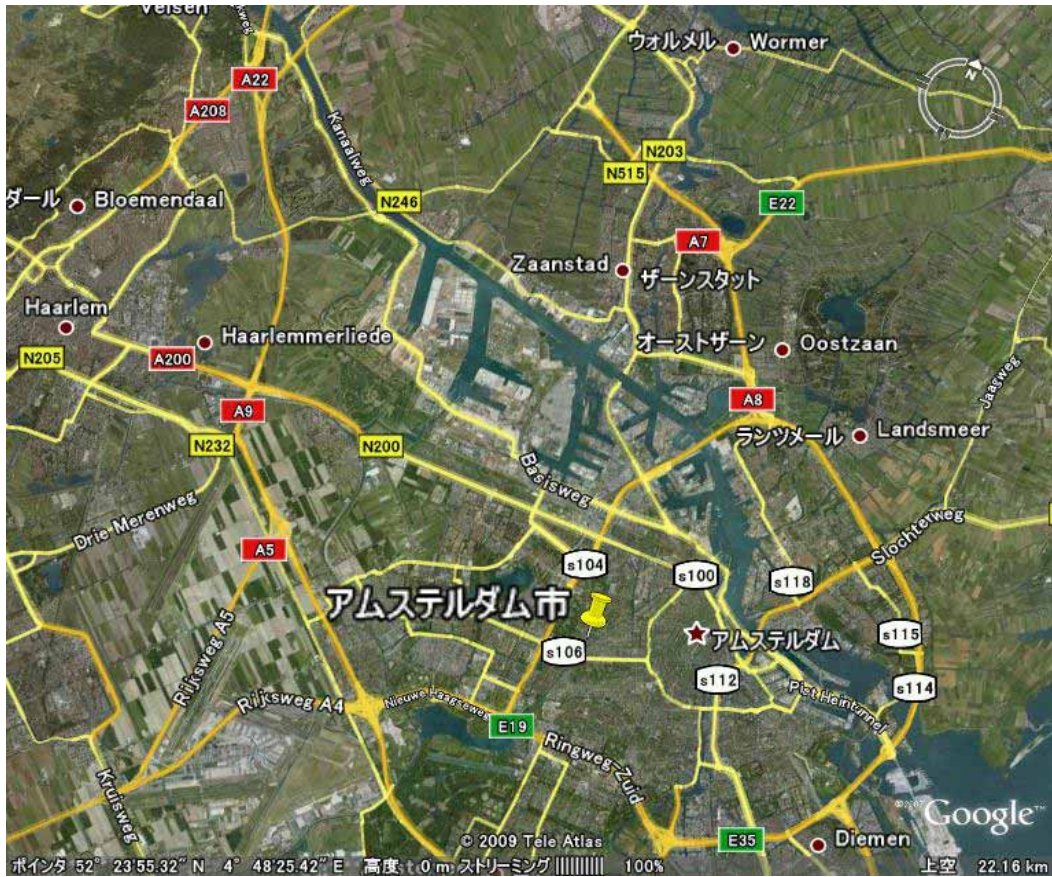 Velsen
ウォルメル
Wormer
A22
A208
N
Kanaalweg
N203
N515
ダール
Bloemendaal
N246
E22
A7
Zaanstad
ザーンスタット
Haarlem
Haarlemmerliede
オーストザーン
Oostzaan
N205
A200
Jaagweg
A9
A8
N232
N200
ランツメール
Landsmeer
Basisweg
Drie Merenweg
Slochterweg
A5
s104
s100
s118
アムステルダム市
Rijksweg A5
s106
アムステルダム
s115
s112
s114
Rijksweg A4
Nieuwe Haagseweg
Piet Heintunnel
E19
Ringweg-Zuid
Kruisweg
©2007 Google™
© 2009 Tele Atlas
E35
Diemen
ポインタ 52° 23'55.32" N 4° 48'25.42" E 高度 0 m ストリーミング 100% 上空 22.16 km